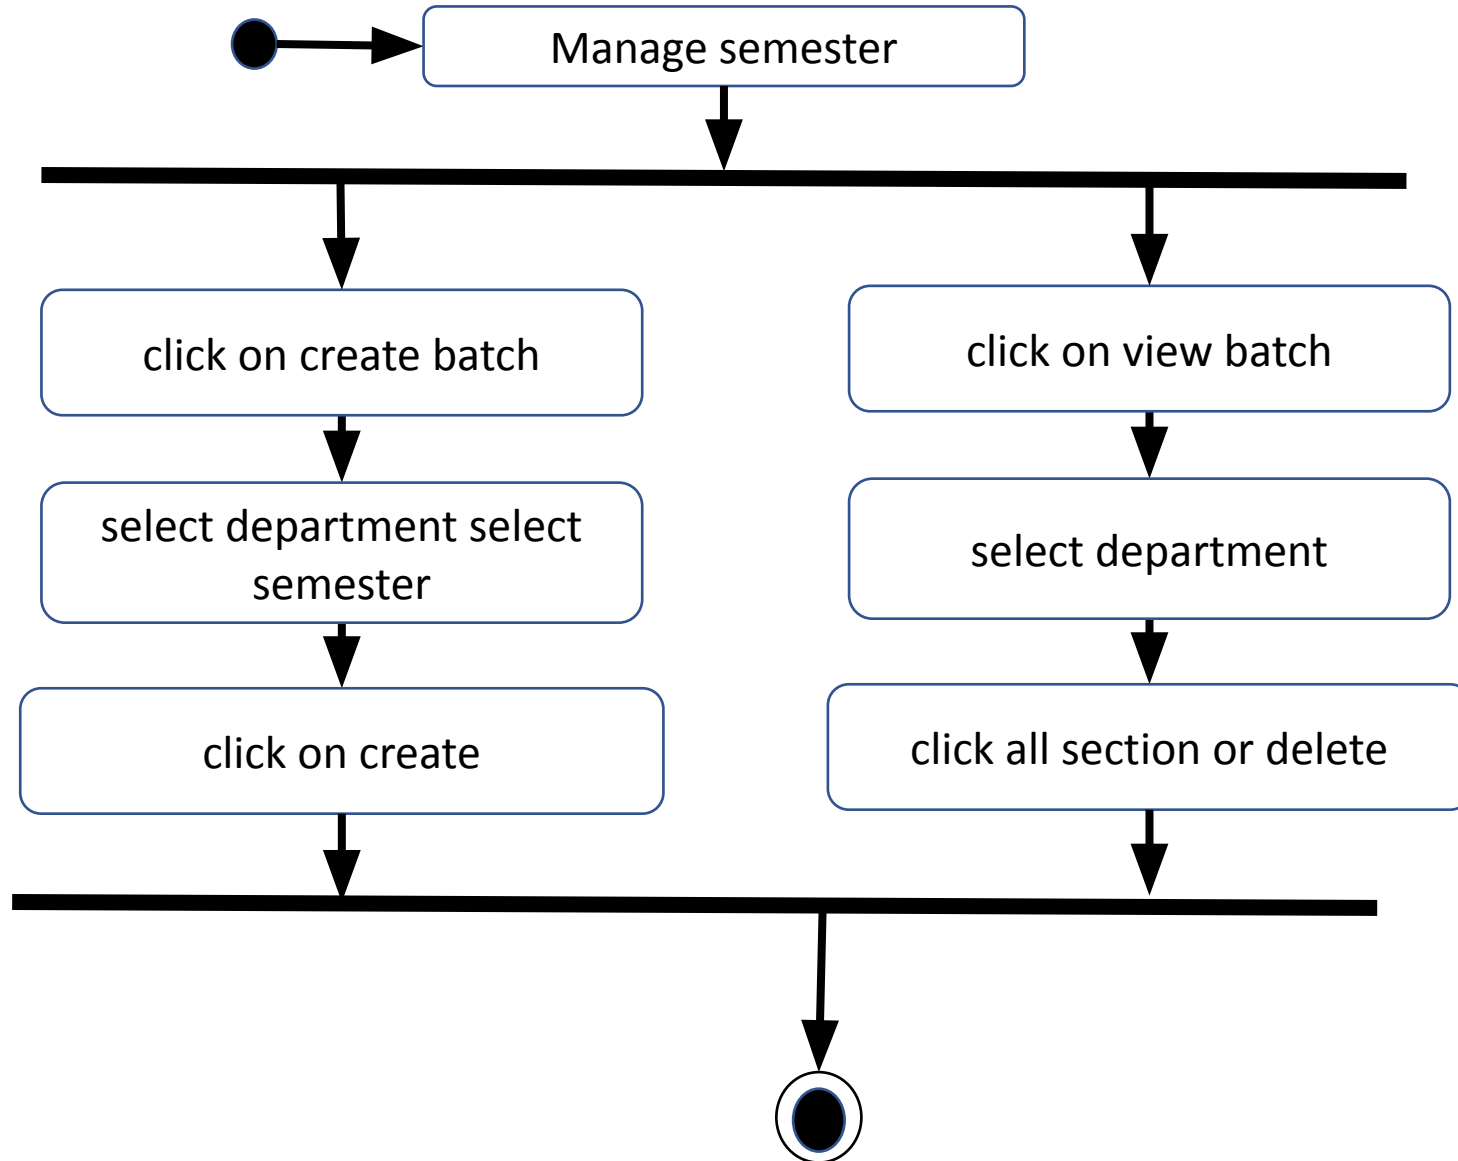 Manage semester
click on create batch
click on view batch
select department select
semester
select department
click on create
click all section or delete